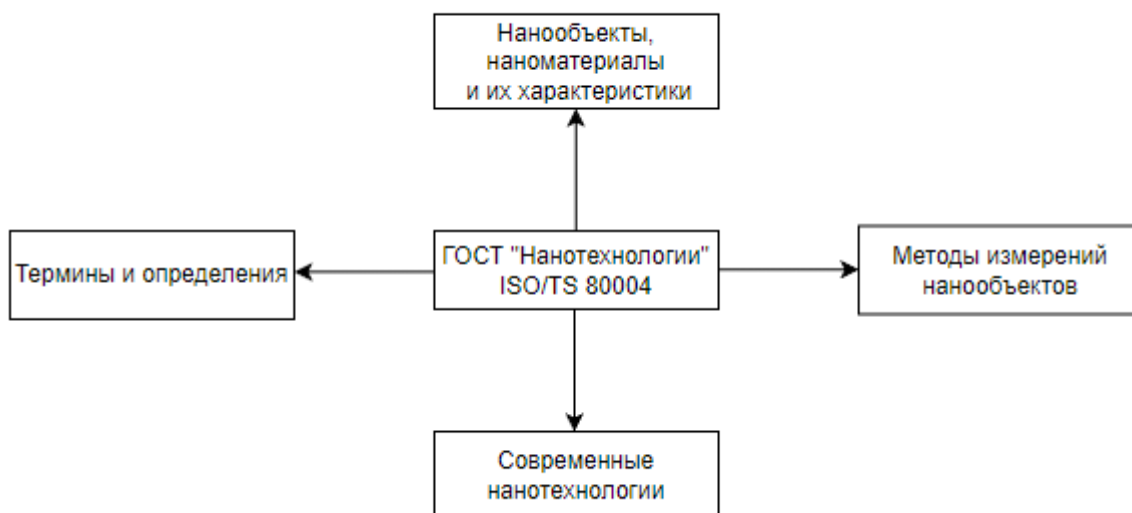 Нанообъекты,
наноматериалы
и их характеристики
Термины и определения
ГОСТ "Нанотехнологии"
ISO/TS 80004
Методы измерений
нанообъектов
Современные
нанотехнологии